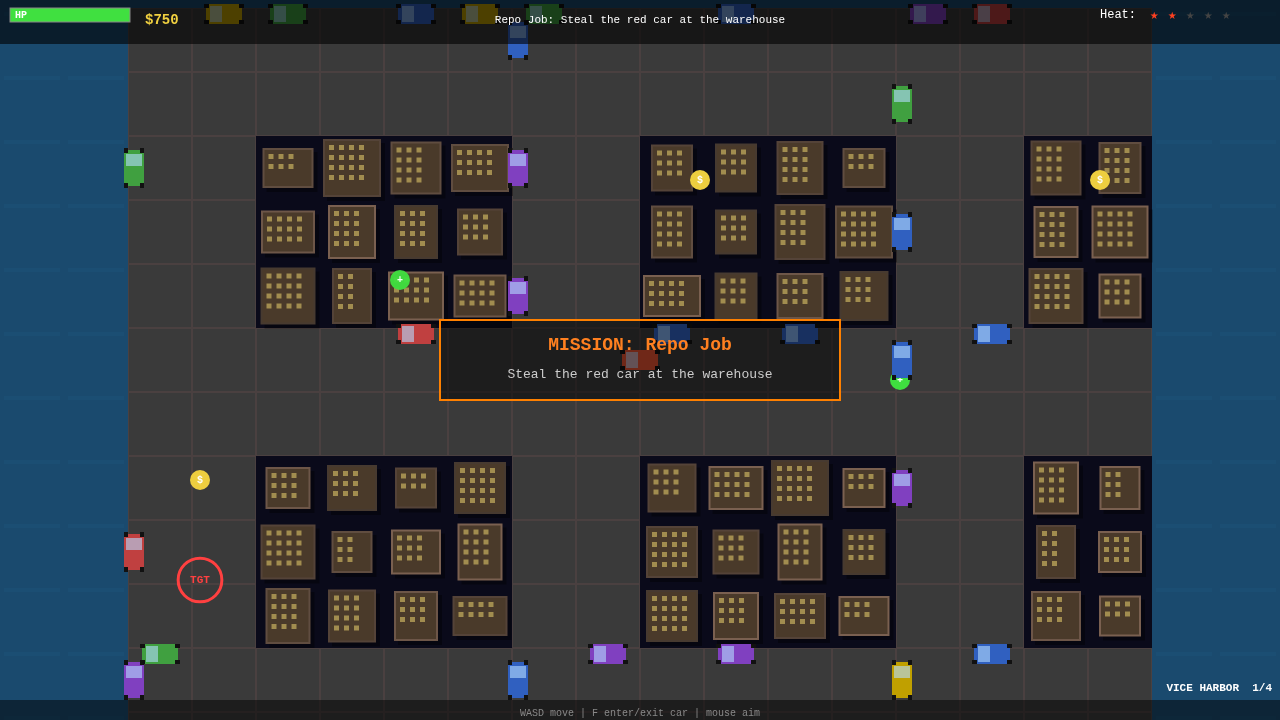 HP
$750
Repo Job: Steal the red car at the warehouse
Heat: ★ ★ ★ ★ ★
$
$
+
MISSION: Repo Job
Steal the red car at the warehouse
+
$
TGT
VICE HARBOR 1/4
WASD move | F enter/exit car | mouse aim